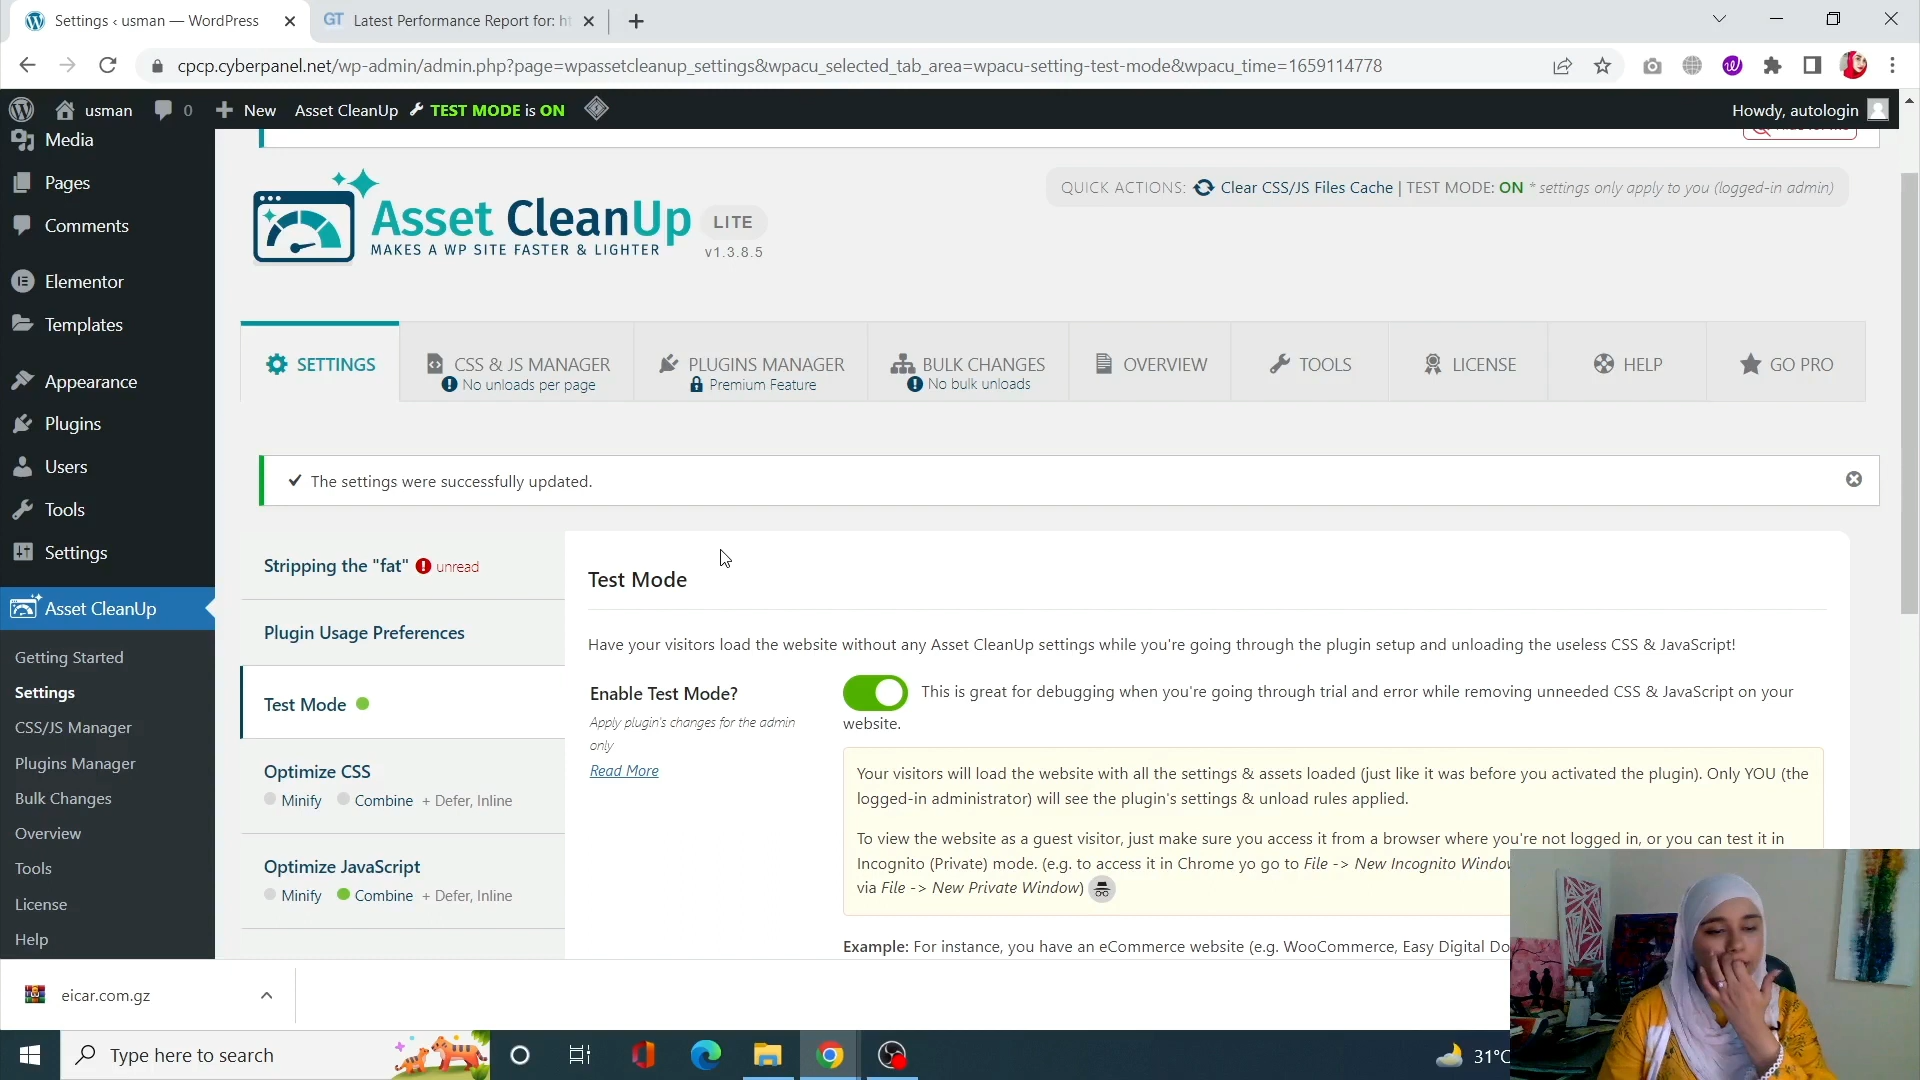 Settings ‹ usman — WordPress
GT Latest Performance Report for: ht
cpcp.cyberpanel.net/wp-admin/admin.php?page=wpassetcleanup_settings&wpacu_selected_tab_area=wpacu-setting-test-mode&wpacu_time=1659114778
usman 0 New Asset CleanUp TEST MODE is ON
Howdy, autologin
Media
Pages
Comments
Elementor
Templates
Appearance
Plugins
Users
Tools
Settings
Asset CleanUp
Getting Started
Settings
CSS/JS Manager
Plugins Manager
Bulk Changes
Overview
Tools
License
Help
Asset CleanUp LITE
MAKES A WP SITE FASTER & LIGHTER v1.3.8.5
QUICK ACTIONS: Clear CSS/JS Files Cache | TEST MODE: ON * settings only apply to you (logged-in admin)
SETTINGS
CSS & JS MANAGER
No unloads per page
PLUGINS MANAGER
Premium Feature
BULK CHANGES
No bulk unloads
OVERVIEW
TOOLS
LICENSE
HELP
GO PRO
✔ The settings were successfully updated.
Stripping the "fat" unread
Plugin Usage Preferences
Test Mode
Optimize CSS
Minify Combine + Defer, Inline
Optimize JavaScript
Minify Combine + Defer, Inline
Test Mode
Have your visitors load the website without any Asset CleanUp settings while you're going through the plugin setup and unloading the useless CSS & JavaScript!
Enable Test Mode?
Apply plugin's changes for the admin
only
Read More
This is great for debugging when you're going through trial and error while removing unneeded CSS & JavaScript on your
website.
Your visitors will load the website with all the settings & assets loaded (just like it was before you activated the plugin). Only YOU (the
logged-in administrator) will see the plugin's settings & unload rules applied.
To view the website as a guest visitor, just make sure you access it from a browser where you're not logged in, or you can test it in
Incognito (Private) mode. (e.g. to access it in Chrome yo go to File -> New Incognito Window
via File -> New Private Window)
Example: For instance, you have an eCommerce website (e.g. WooCommerce, Easy Digital Do
eicar.com.gz
Type here to search
31°C